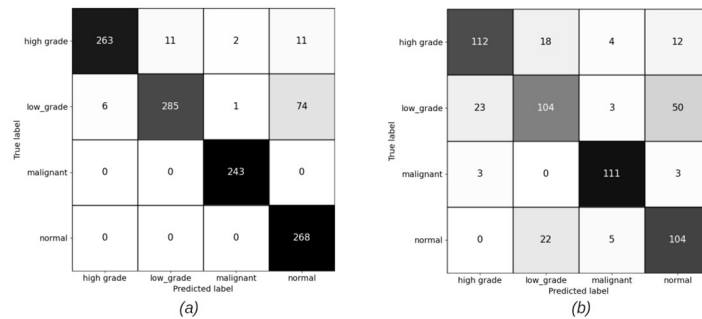 high grade 263 11 2 11
low_grade 6 285 1 74
malignant 0 0 243 0
normal 0 0 0 268
high grade low_grade malignant normal
True label
Predicted label
(a)
high grade 112 18 4 12
low_grade 23 104 3 50
malignant 3 0 111 3
normal 0 22 5 104
high grade low_grade malignant normal
True label
Predicted label
(b)